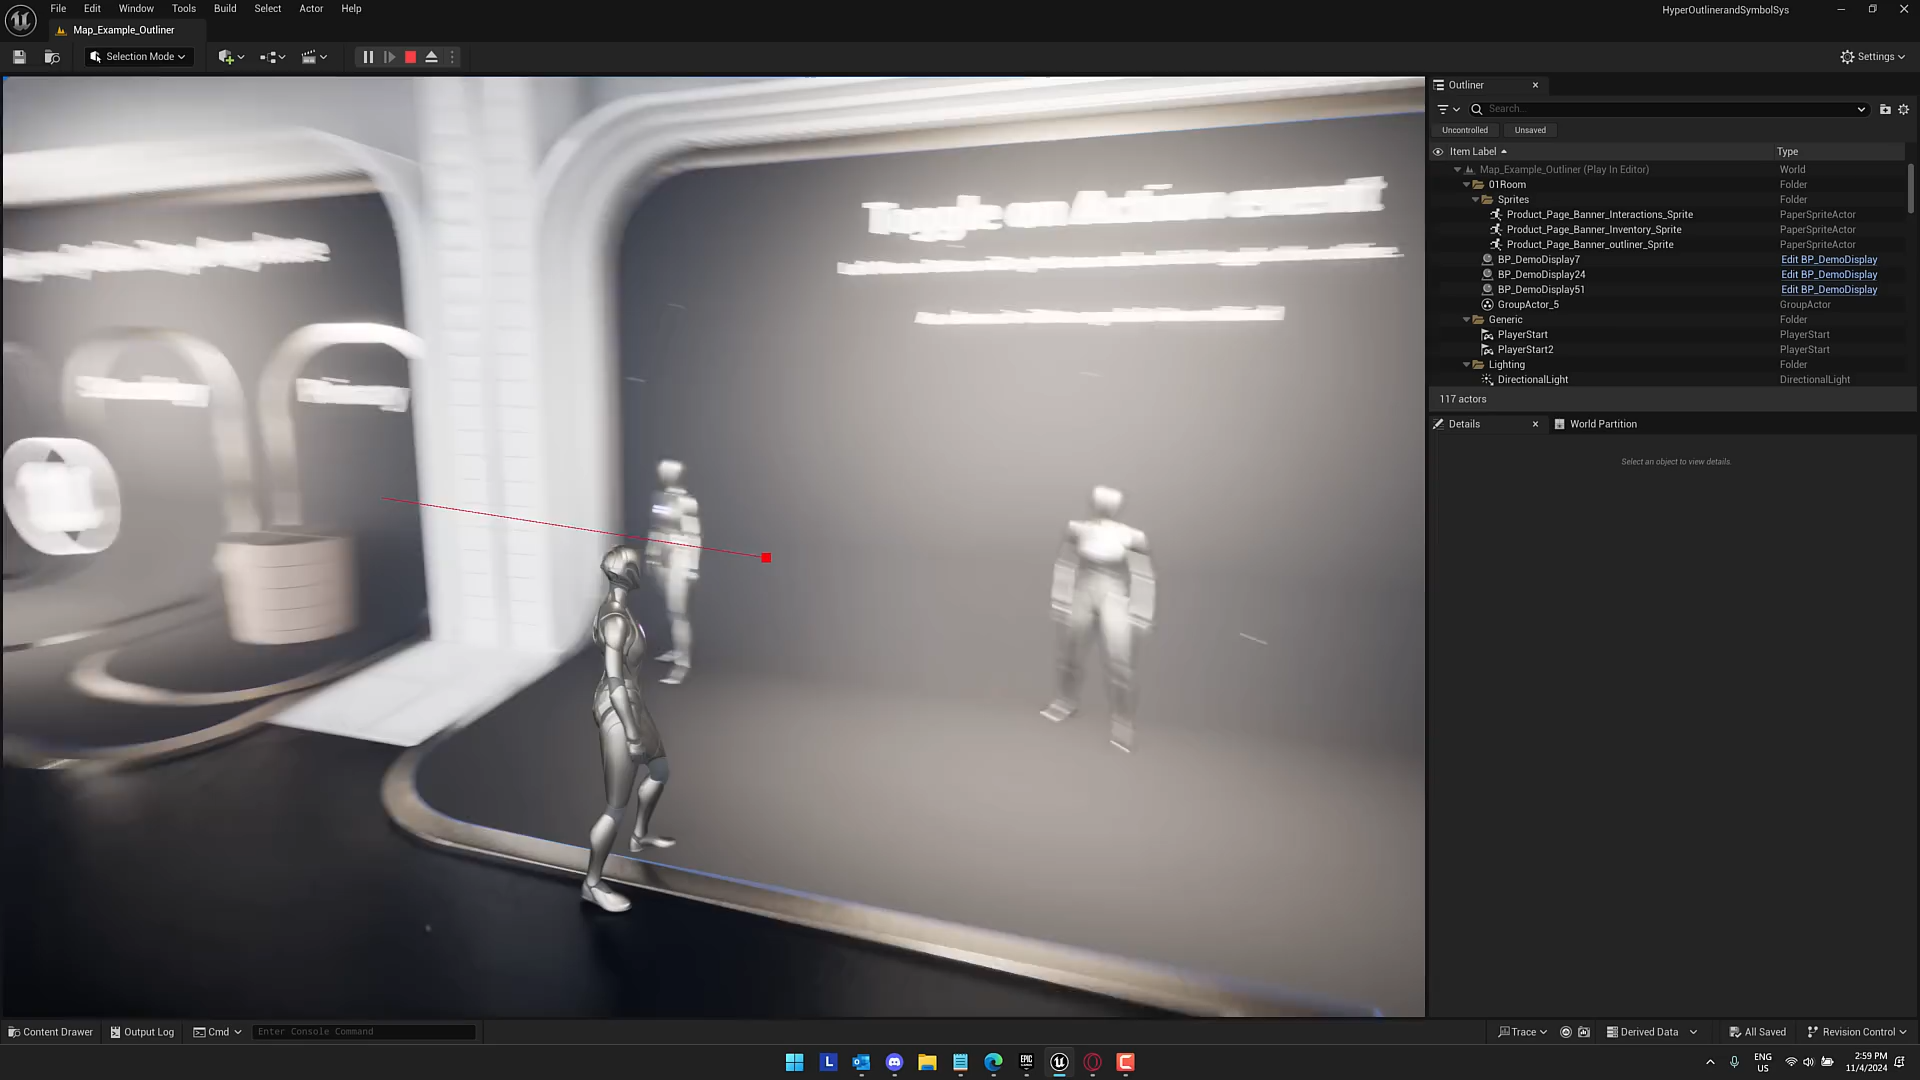 File Edit Window Tools Build Select Actor Help
HyperOutlinerandSymbolSys
Map_Example_Outliner
Selection Mode
Settings
Outliner
Search...
Uncontrolled Unsaved
Item Label Type
Map_Example_Outliner (Play In Editor) World
01Room Folder
Sprites Folder
Product_Page_Banner_Interactions_Sprite PaperSpriteActor
Product_Page_Banner_Inventory_Sprite PaperSpriteActor
Product_Page_Banner_outliner_Sprite PaperSpriteActor
BP_DemoDisplay7 Edit BP_DemoDisplay
BP_DemoDisplay24 Edit BP_DemoDisplay
BP_DemoDisplay51 Edit BP_DemoDisplay
GroupActor_5 GroupActor
Generic Folder
PlayerStart PlayerStart
PlayerStart2 PlayerStart
Lighting Folder
DirectionalLight DirectionalLight
117 actors
Details World Partition
Select an object to view details.
Content Drawer Output Log Cmd Enter Console Command
Trace Derived Data All Saved Revision Control
L EPIC GAMES
ENG US
2:59 PM
11/4/2024